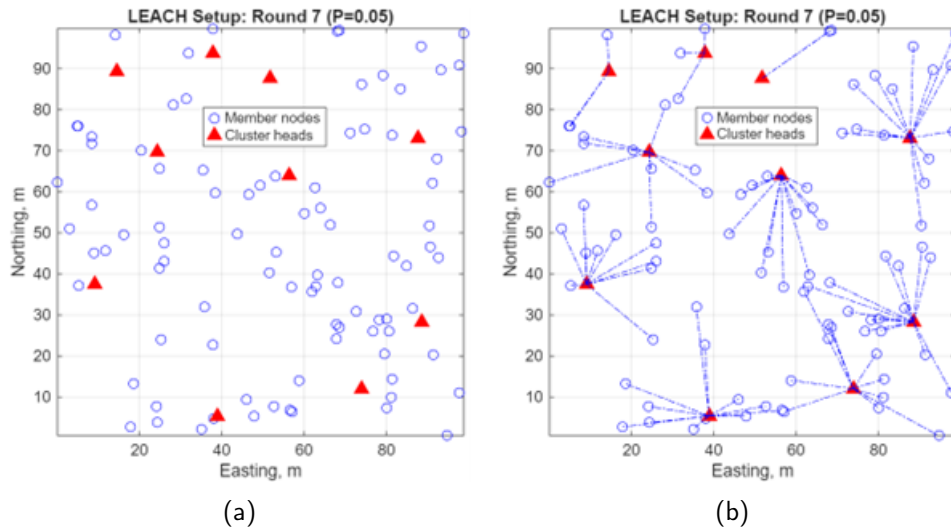 LEACH Setup: Round 7 (P=0.05)
90
80
70
60
50
40
30
20
10
20
40
60
80
Northing, m
Easting, m
Member nodes
Cluster heads
(a)
LEACH Setup: Round 7 (P=0.05)
90
80
70
60
50
40
30
20
10
20
40
60
80
Northing, m
Easting, m
Member nodes
Cluster heads
(b)